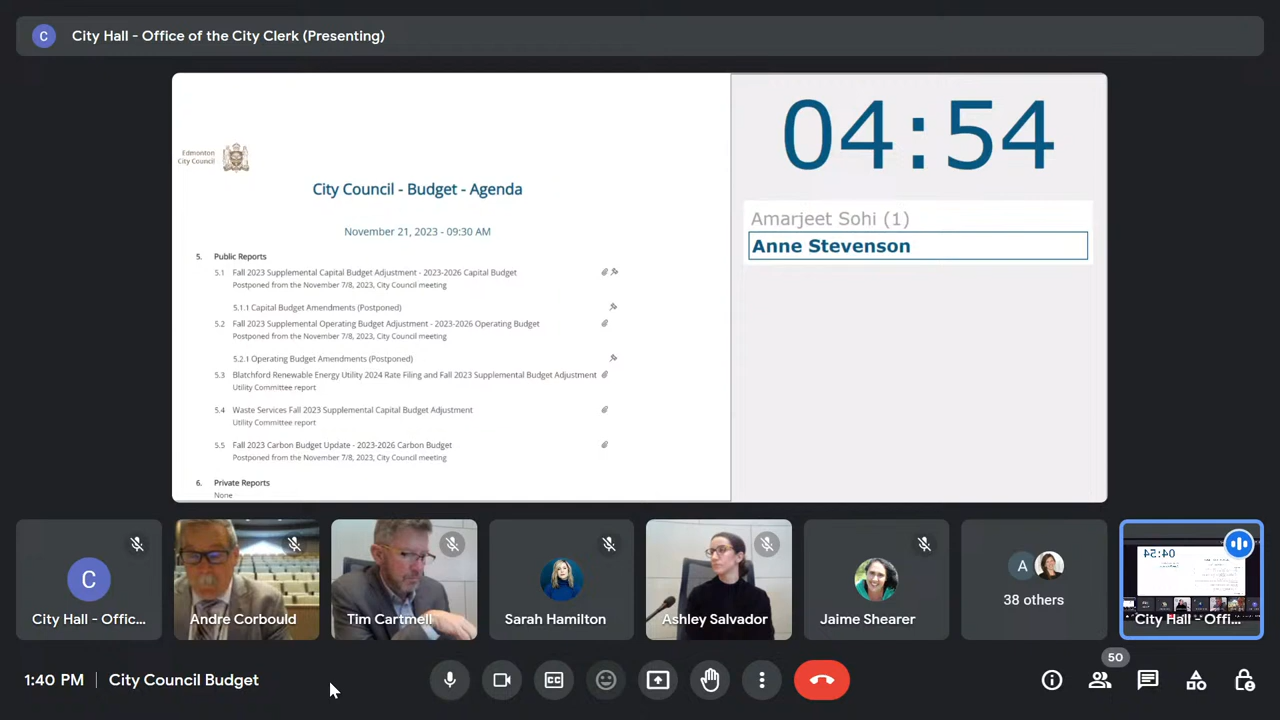 C City Hall - Office of the City Clerk (Presenting)
Edmonton
City Council
City Council - Budget - Agenda
November 21, 2023 - 09:30 AM
5. Public Reports
5.1 Fall 2023 Supplemental Capital Budget Adjustment - 2023-2026 Capital Budget
Postponed from the November 7/8, 2023, City Council meeting
5.1.1 Capital Budget Amendments (Postponed)
5.2 Fall 2023 Supplemental Operating Budget Adjustment - 2023-2026 Operating Budget
Postponed from the November 7/8, 2023, City Council meeting
5.2.1 Operating Budget Amendments (Postponed)
5.3 Blatchford Renewable Energy Utility 2024 Rate Filing and Fall 2023 Supplemental Budget Adjustment
Utility Committee report
5.4 Waste Services Fall 2023 Supplemental Capital Budget Adjustment
Utility Committee report
5.5 Fall 2023 Carbon Budget Update - 2023-2026 Carbon Budget
Postponed from the November 7/8, 2023, City Council meeting
6. Private Reports
None
04:54
Amarjeet Sohi (1)
Anne Stevenson
C
City Hall - Offic...
Andre Corbould
Tim Cartmell
Sarah Hamilton
Ashley Salvador
Jaime Shearer
A
38 others
04:54
City Hall - Offi...
1:40 PM | City Council Budget
CC
50